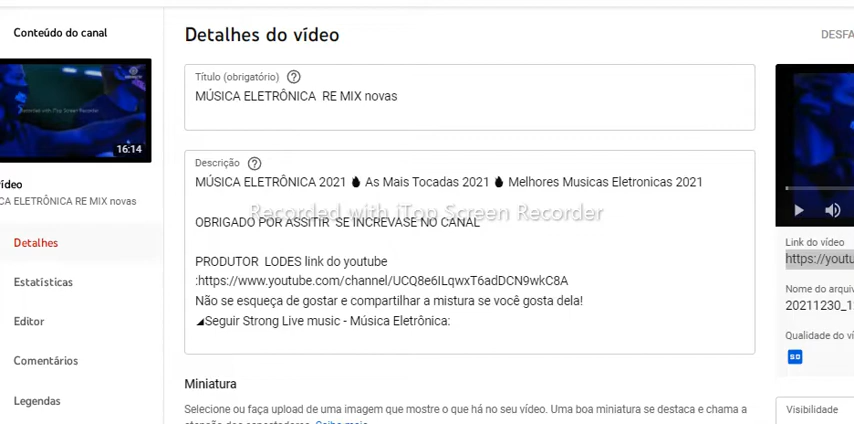 Conteúdo do canal
Detalhes do vídeo
DESFA
Título (obrigatório)
MÚSICA ELETRÔNICA  RE MIX novas
Recorded with iTop Screen Recorder
16:14
Descrição
MÚSICA ELETRÔNICA 2021 🔥 As Mais Tocadas 2021 🔥 Melhores Musicas Eletronicas 2021
Recorded with iTop Screen Recorder
OBRIGADO POR ASSITIR  SE INCREVASE NO CANAL
PRODUTOR  LODES link do youtube
:https://www.youtube.com/channel/UCQ8e6ILqwxT6adDCN9wkC8A
Não se esqueça de gostar e compartilhar a mistura se você gosta dela!
◢Seguir Strong Live music - Música Eletrônica:
ídeo
CA ELETRÔNICA RE MIX novas
Detalhes
Estatísticas
Editor
Comentários
Legendas
Link do vídeo
https://youtu
Nome do arquiv
20211230_1
Qualidade do ví
SD
Miniatura
Selecione ou faça upload de uma imagem que mostre o que há no seu vídeo. Uma boa miniatura se destaca e chama a
Visibilidade